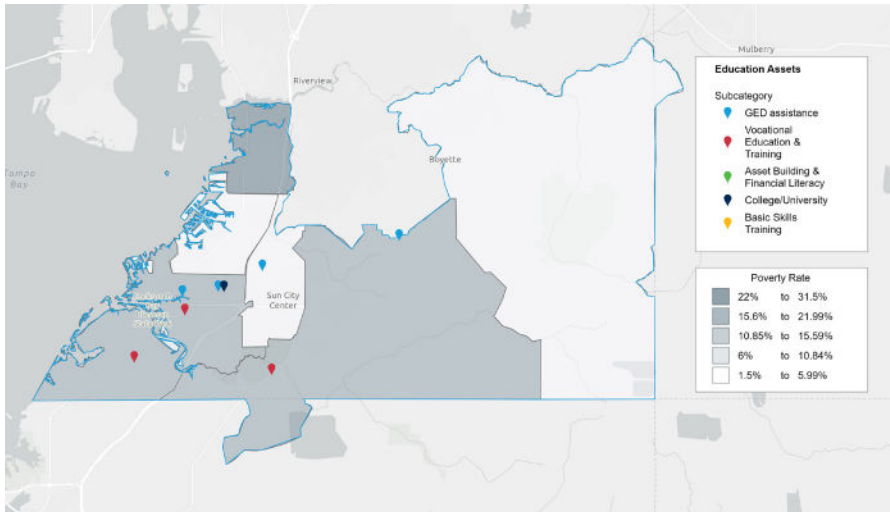 Mulberry
Riverview
Boyette
Tampa
Bay
Sun City
Center
Education Assets
Subcategory
GED assistance
Vocational
Education &
Training
Asset Building &
Financial Literacy
College/University
Basic Skills
Training
Poverty Rate
22% to 31.5%
15.6% to 21.99%
10.85% to 15.59%
6% to 10.84%
1.5% to 5.99%